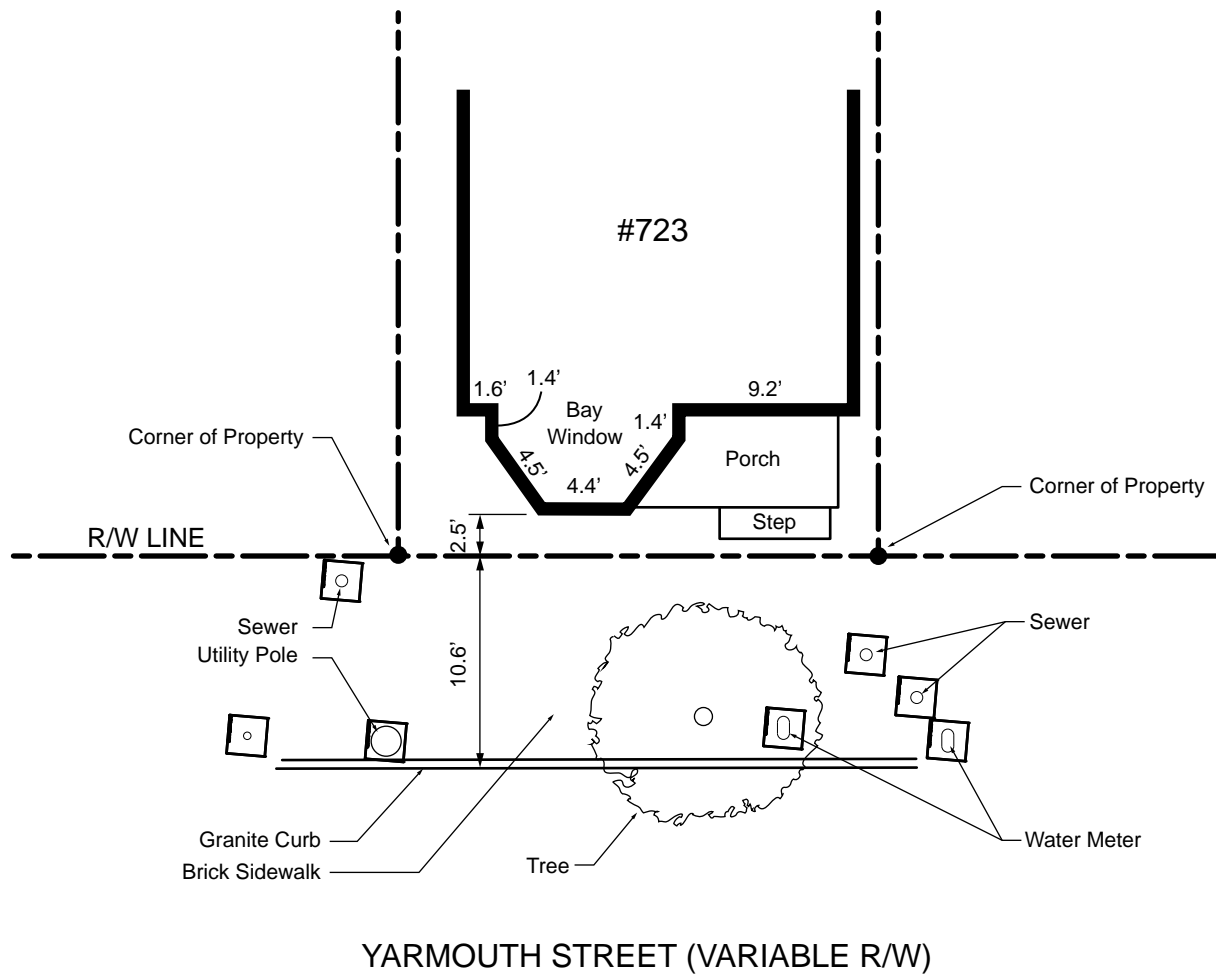 #723
1.6’
1.4’
9.2’
Bay
Window
1.4’
Corner of Property
4.5’
4.5’
Porch
4.4’
Corner of Property
Step
R/W LINE
2.5’
Sewer
Sewer
Utility Pole
10.6’
Granite Curb
Water Meter
Brick Sidewalk
Tree
YARMOUTH STREET (VARIABLE R/W)